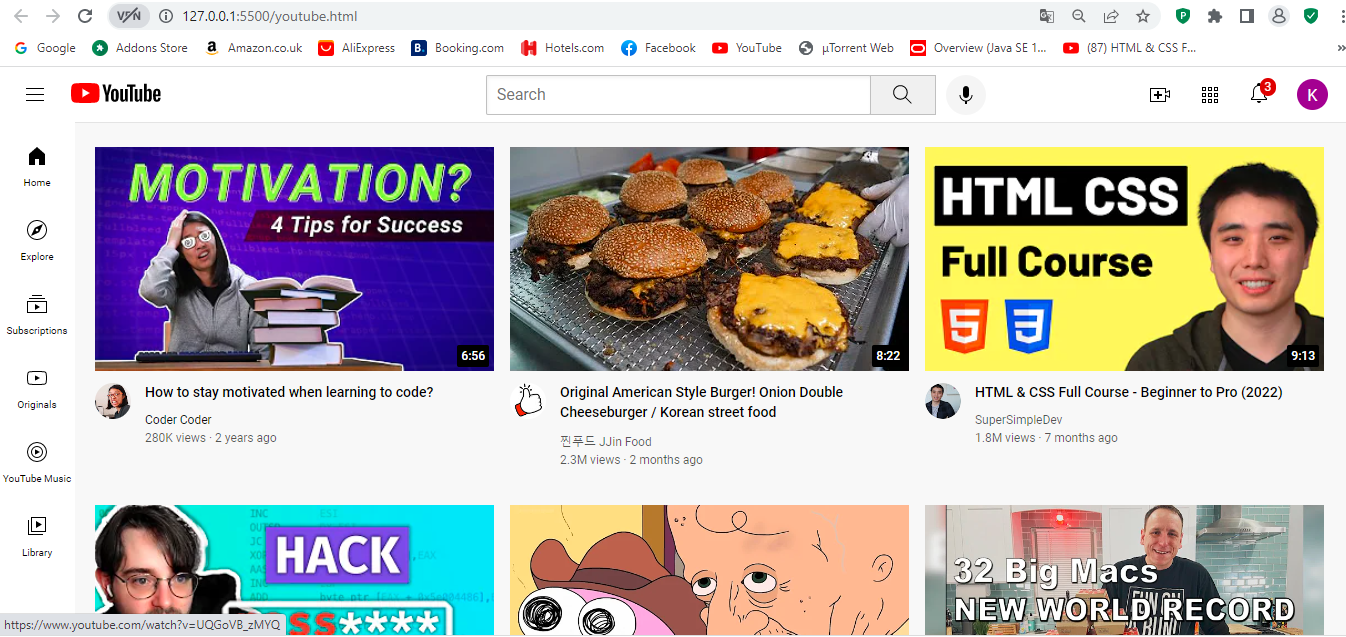 VPN
127.0.0.1:5500/youtube.html
Google
Addons Store
Amazon.co.uk
AliExpress
Booking.com
Hotels.com
Facebook
YouTube
µTorrent Web
Overview (Java SE 1...
(87) HTML & CSS F...
»
YouTube
Search
3
K
Home
Explore
Subscriptions
Originals
YouTube Music
Library
MOTIVATION?
4 Tips for Success
6:56
How to stay motivated when learning to code?
Coder Coder
280K views · 2 years ago
8:22
Original American Style Burger! Onion Double
Cheeseburger / Korean street food
찐푸드 JJin Food
2.3M views · 2 months ago
HTML CSS
Full Course
5
3
9:13
HTML & CSS Full Course - Beginner to Pro (2022)
SuperSimpleDev
1.8M views · 7 months ago
HACK
SS****
32 Big Macs
NEW WORLD RECORD
https://www.youtube.com/watch?v=UQGoVB_zMYQ